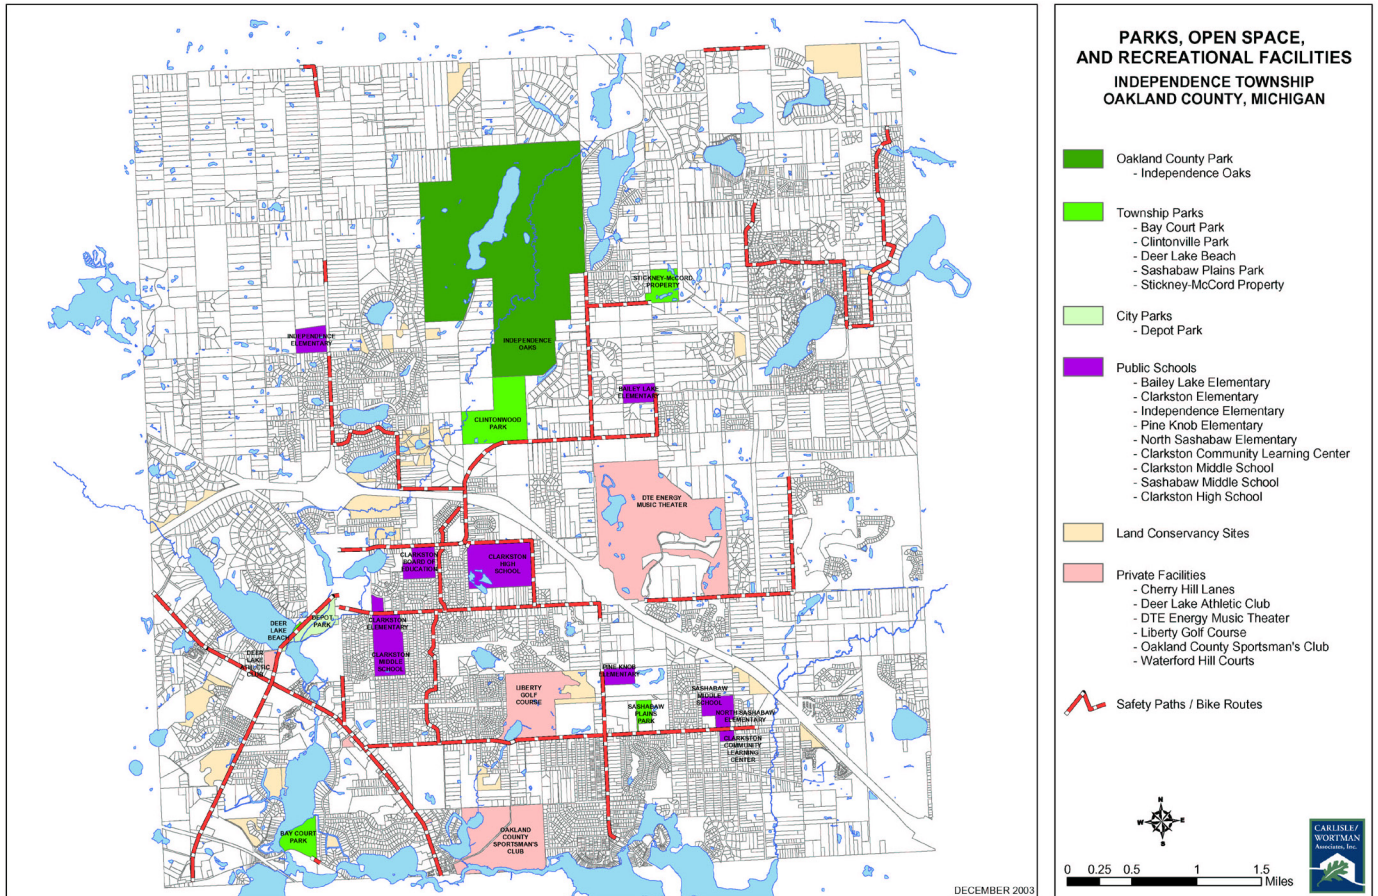 PARKS, OPEN SPACE,
AND RECREATIONAL FACILITIES
INDEPENDENCE TOWNSHIP
OAKLAND COUNTY, MICHIGAN
Oakland County Park
- Independence Oaks
Township Parks
- Bay Court Park
- Clintonville Park
- Deer Lake Beach
- Sashabaw Plains Park
- Stickney-McCord Property
City Parks
- Depot Park
Public Schools
- Bailey Lake Elementary
- Clarkston Elementary
- Independence Elementary
- Pine Knob Elementary
- North Sashabaw Elementary
- Clarkston Community Learning Center
- Clarkston Middle School
- Sashabaw Middle School
- Clarkston High School
Land Conservancy Sites
Private Facilities
- Cherry Hill Lanes
- Deer Lake Athletic Club
- DTE Energy Music Theater
- Liberty Golf Course
- Oakland County Sportsman's Club
- Waterford Hill Courts
Safety Paths / Bike Routes
N
W
E
S
0 0.25 0.5 1 1.5
Miles
CARLISLE/
WORTMAN
Associates, Inc.
STICKNEY-McCORD
PROPERTY
INDEPENDENCE
ELEMENTARY
INDEPENDENCE
OAKS
BAILEY LAKE
ELEMENTARY
CLINTONWOOD
PARK
DTE ENERGY
MUSIC THEATER
CLARKSTON
BOARD OF
EDUCATION
CLARKSTON
HIGH
SCHOOL
DEPOT
PARK
DEER
LAKE
BEACH
CLARKSTON
ELEMENTARY
CLARKSTON
MIDDLE
SCHOOL
DEER
LAKE
ATHLETIC
CLUB
PINE KNOB
ELEMENTARY
LIBERTY
GOLF
COURSE
SASHABAW
PLAINS
PARK
SASHABAW
MIDDLE
SCHOOL
NORTH SASHABAW
ELEMENTARY
CLARKSTON
COMMUNITY
LEARNING
CENTER
BAY COURT
PARK
OAKLAND
COUNTY
SPORTSMAN'S
CLUB
DECEMBER 2003